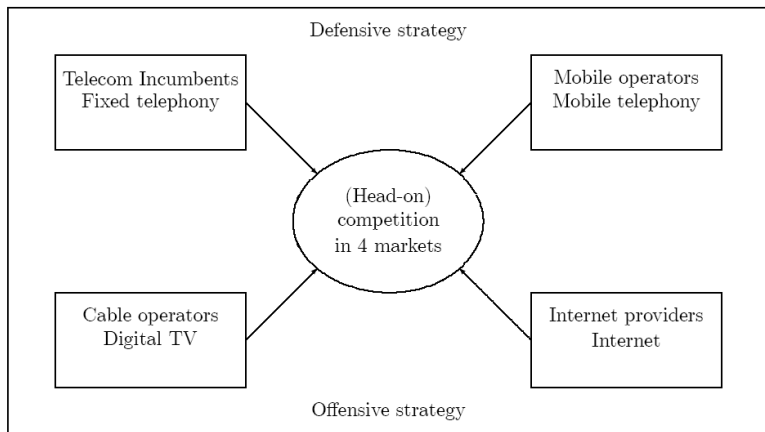 Defensive strategy
Telecom Incumbents
Fixed telephony
Mobile operators
Mobile telephony
(Head-on)
competition
in 4 markets
Cable operators
Digital TV
Internet providers
Internet
Offensive strategy